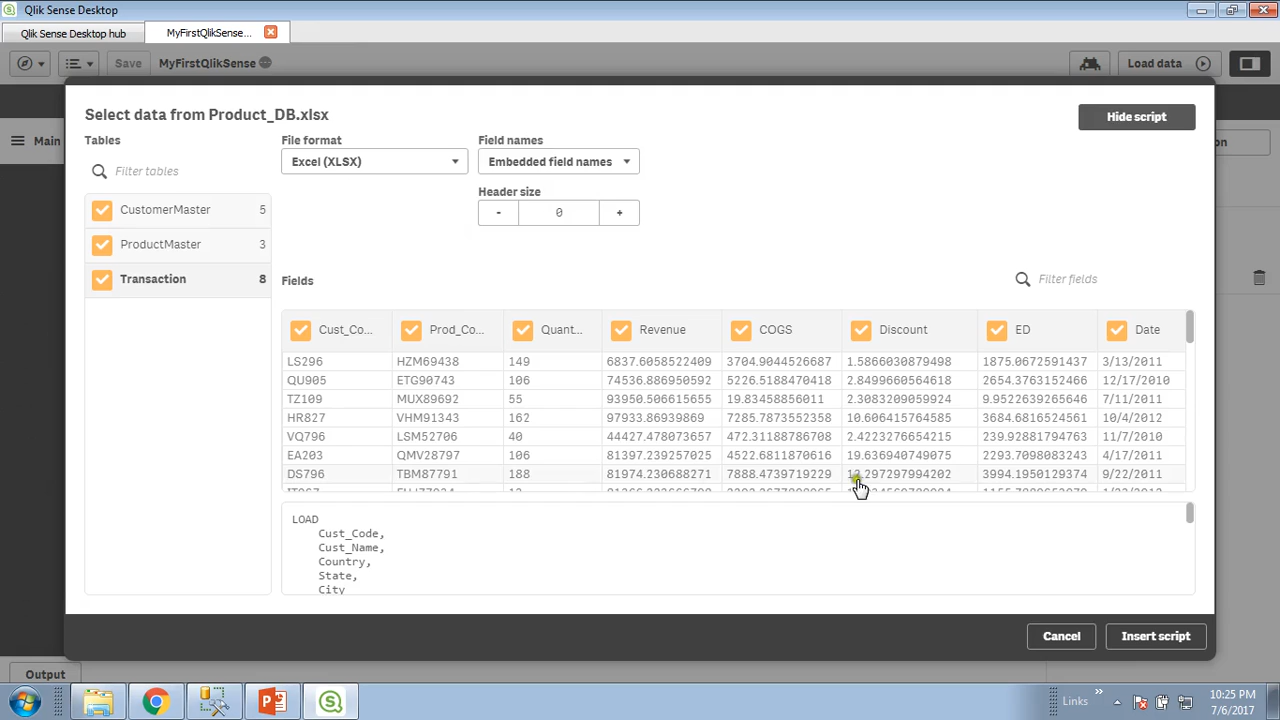 Qlik Sense Desktop
Qlik Sense Desktop hub
MyFirstQlikSense...
Save
MyFirstQlikSense
Load data
Select data from Product_DB.xlsx
Hide script
Main
Tables
File format
Field names
Filter tables
Excel (XLSX)
Embedded field names
Header size
- 0 +
CustomerMaster 5
ProductMaster 3
Transaction 8
Fields
Filter fields
Cust_Co... Prod_Co... Quant... Revenue COGS Discount ED Date
LS296 HZM69438 149 6837.6058522409 3704.9044526687 1.5866030879498 1875.0672591437 3/13/2011
QU905 ETG90743 106 74536.886950592 5226.5188470418 2.8499660564618 2654.3763152466 12/17/2010
TZ109 MUX89692 55 93950.506615655 19.83458856011 2.3083209059924 9.9522639265646 7/11/2011
HR827 VHM91343 162 97933.86939869 7285.7873552358 10.606415764585 3684.6816524561 10/4/2012
VQ796 LSM52706 40 44427.478073657 472.31188786708 2.4223276654215 239.92881794763 11/7/2010
EA203 QMV28797 106 81397.239257025 4522.6811870616 19.636940749075 2293.7098083243 4/17/2011
DS796 TBM87791 188 81974.230688271 7888.4739719229 3994.1950129374 9/22/2011
LOAD
Cust_Code,
Cust_Name,
Country,
State,
City
Cancel
Insert script
Output
Links
10:25 PM
7/6/2017